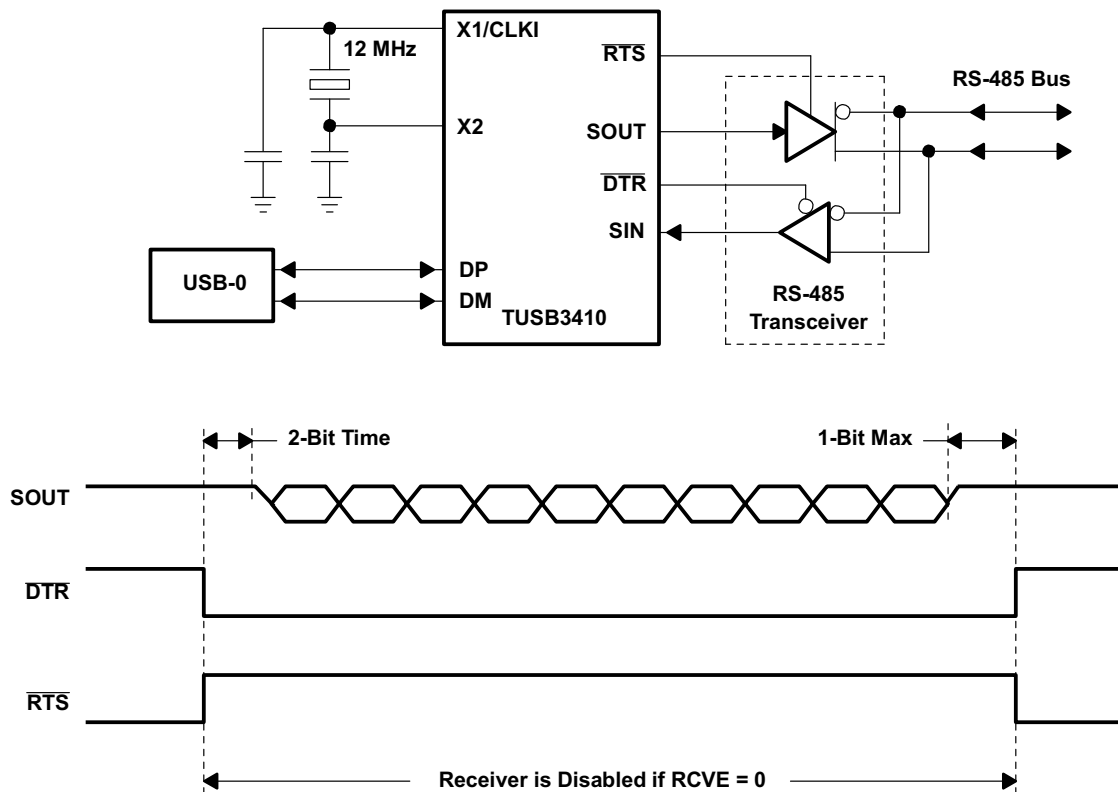 X1/CLKI
12 MHz
RTS
RS-485 Bus
X2
SOUT
DTR
SIN
USB-0
DP
DM
TUSB3410
RS-485
Transceiver
2-Bit Time
1-Bit Max
SOUT
DTR
RTS
Receiver is Disabled if RCVE = 0